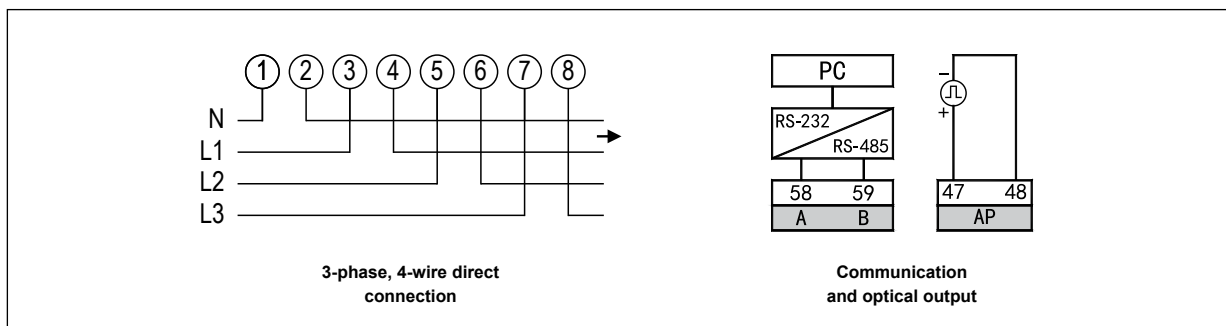 1 2 3 4 5 6 7 8
N
L1
L2
L3
3-phase, 4-wire direct
connection
PC
RS-232
RS-485
58 59
A B
–
+
47 48
AP
Communication
and optical output